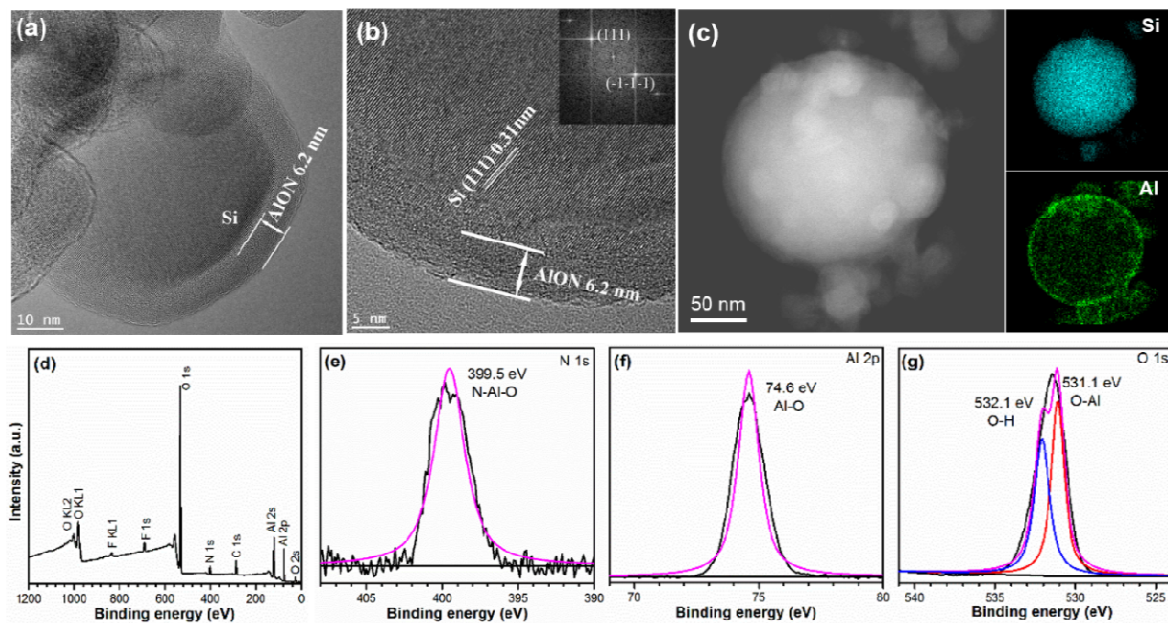 (a)
Si
AlON 6.2 nm
10 nm
(b)
(111)
(-1-1-1)
Si (111) 0.31nm
AlON 6.2 nm
5 nm
(c)
50 nm
Si
Al
(d)
O KL2
O KL1
F KL1
F 1s
O 1s
N 1s
C 1s
Al 2s
Al 2p
O 2s
Intensity (a.u.)
1200 1000 800 600 400 200 0
Binding energy (eV)
(e)
N 1s
399.5 eV
N-Al-O
405 400 395 390
Binding energy (eV)
(f)
Al 2p
74.6 eV
Al-O
70 75 80
Binding energy (eV)
(g)
O 1s
532.1 eV
O-H
531.1 eV
O-Al
540 535 530 525
Binding energy (eV)